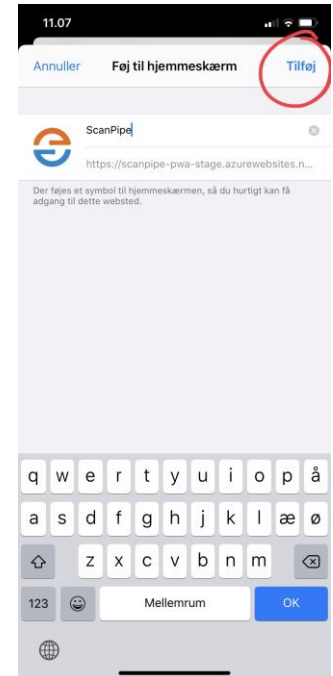 11.07
Annuller Føj til hjemmeskærm Tilføj
ScanPipe
https://scanpipe-pwa-stage.azurewebsites.n...
Der føjes et symbol til hjemmeskærmen, så du hurtigt kan få
adgang til dette websted.
q w e r t y u i o p å
a s d f g h j k l æ ø
z x c v b n m
123 Mellemrum OK